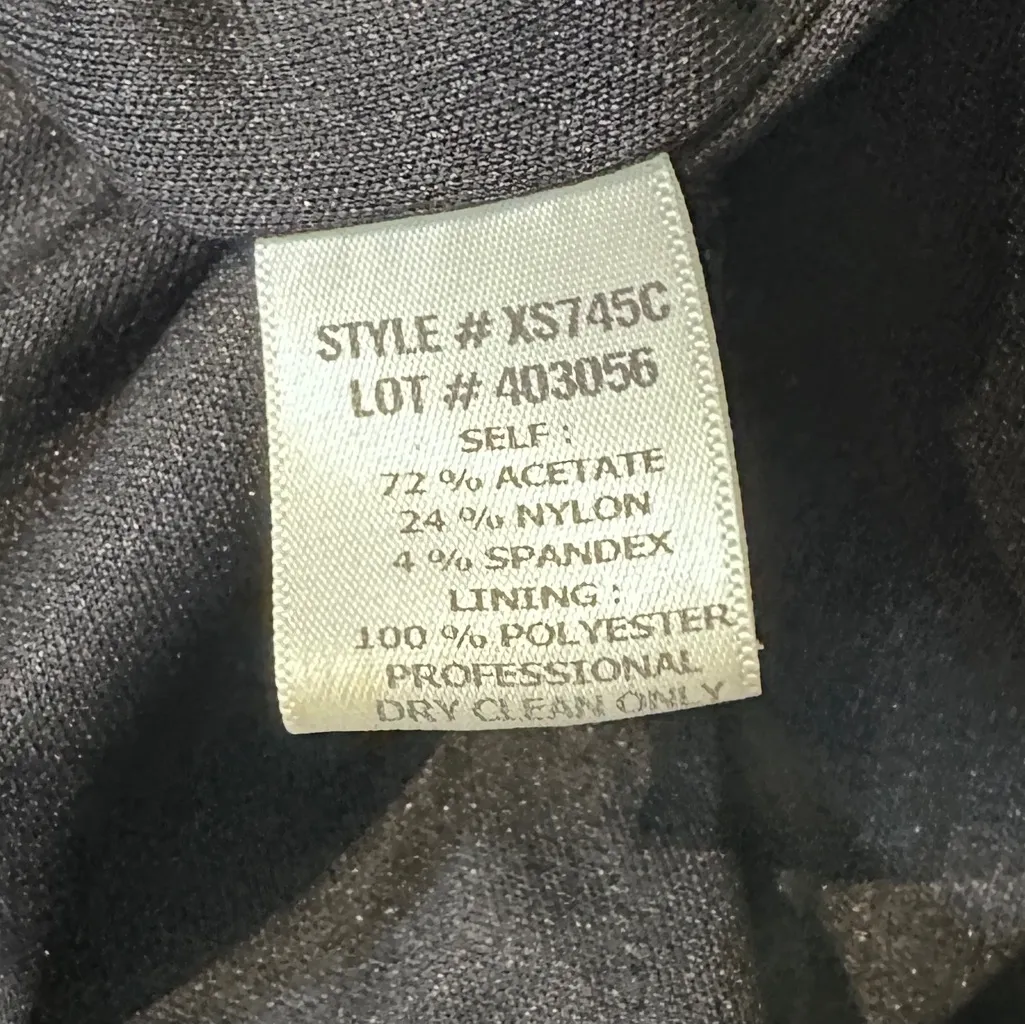 STYLE # XS745C
LOT # 403056
SELF :
72 % ACETATE
24 % NYLON
4 % SPANDEX
LINING :
100 % POLYESTER
PROFESSIONAL
DRY CLEAN ONLY